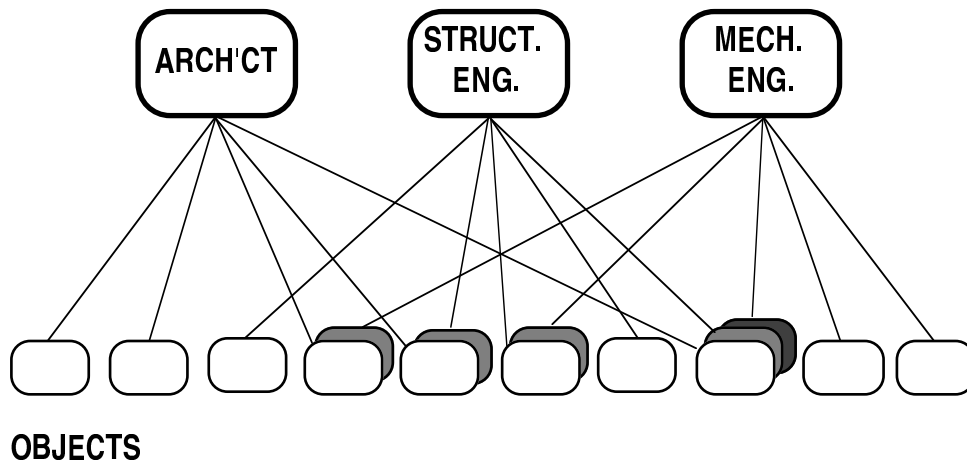 ARCH'CT
STRUCT.
ENG.
MECH.
ENG.
OBJECTS